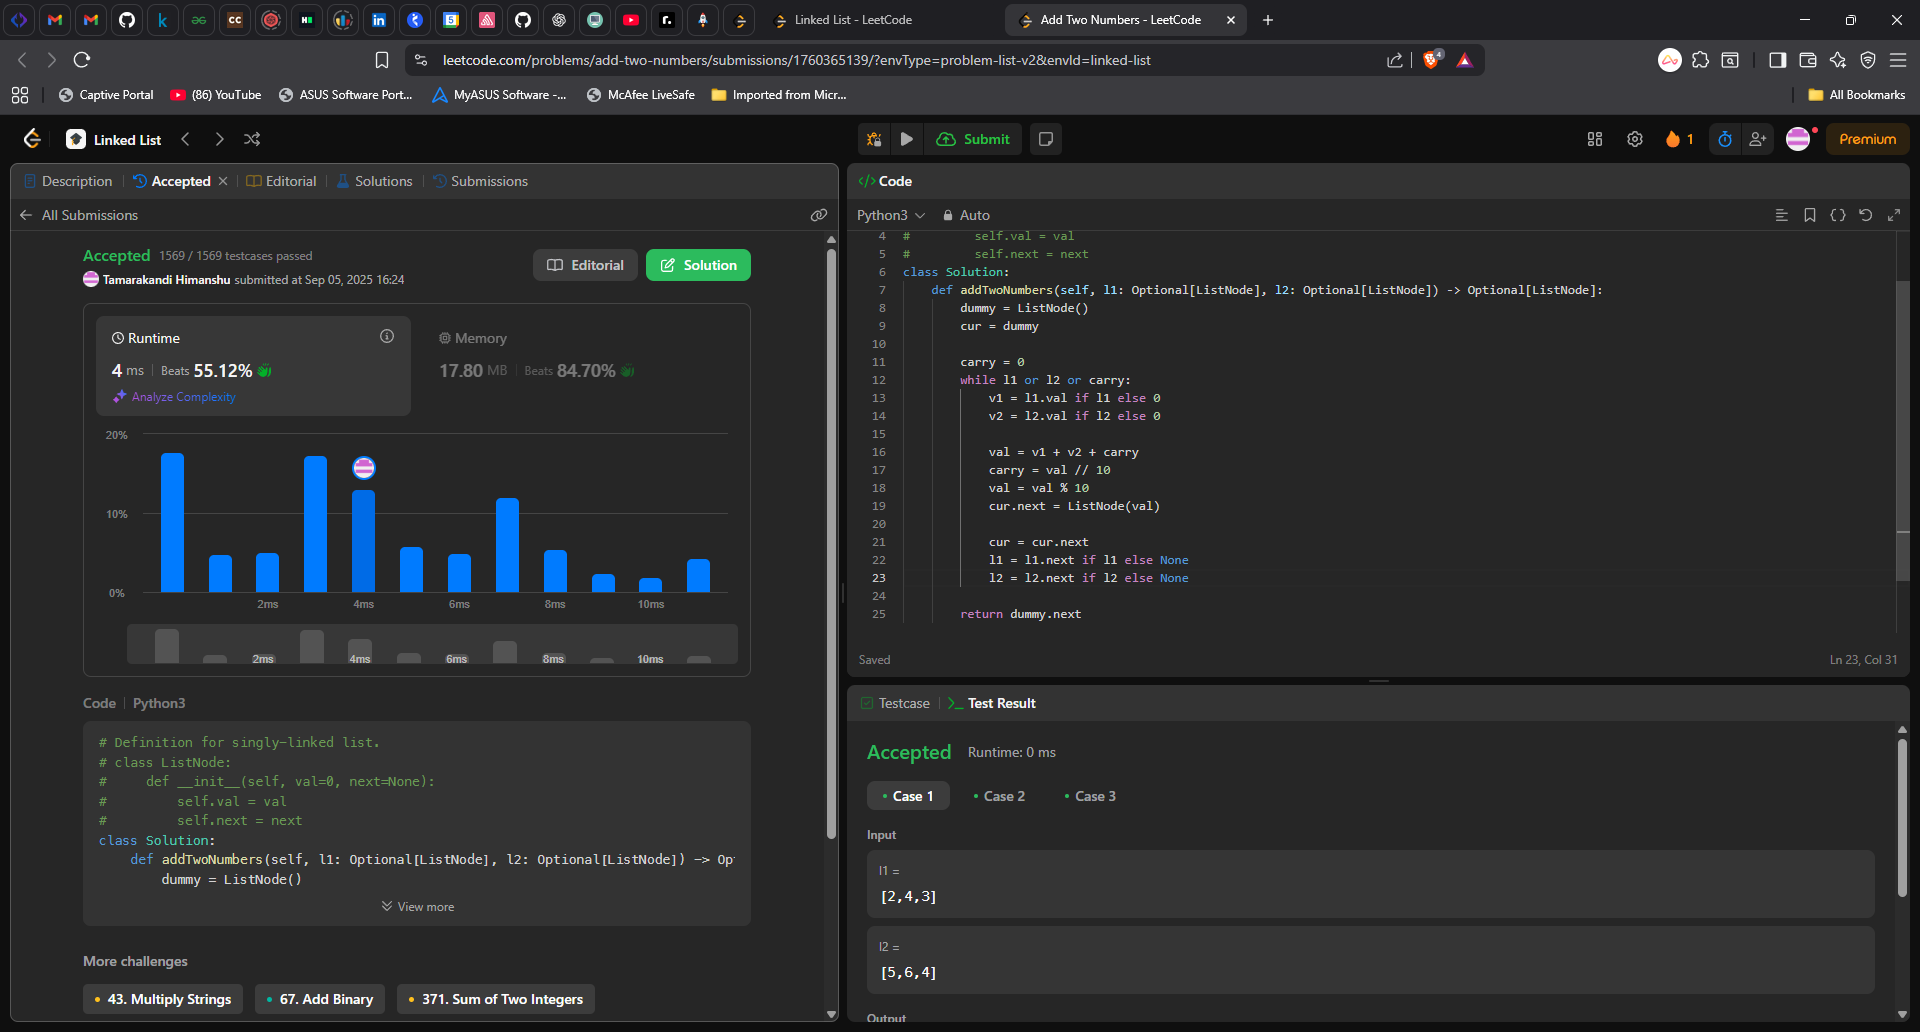 Linked List - LeetCode
Add Two Numbers - LeetCode
leetcode.com/problems/add-two-numbers/submissions/1760365139/?envType=problem-list-v2&envId=linked-list
4
Captive Portal
(86) YouTube
ASUS Software Port...
MyASUS Software -...
McAfee LiveSafe
Imported from Micr...
All Bookmarks
Linked List
Submit
1
Premium
Description
Accepted
Editorial
Solutions
Submissions
All Submissions
Accepted 1569 / 1569 testcases passed
Tamarakandi Himanshu submitted at Sep 05, 2025 16:24
Editorial
Solution
Runtime
4 ms | Beats 55.12%
Analyze Complexity
Memory
17.80 MB | Beats 84.70%
20%
10%
0%
2ms
4ms
6ms
8ms
10ms
2ms
4ms
6ms
8ms
10ms
Code | Python3
# Definition for singly-linked list.
# class ListNode:
#     def __init__(self, val=0, next=None):
#         self.val = val
#         self.next = next
class Solution:
    def addTwoNumbers(self, l1: Optional[ListNode], l2: Optional[ListNode]) -> Op
        dummy = ListNode()
View more
More challenges
43. Multiply Strings
67. Add Binary
371. Sum of Two Integers
</> Code
Python3
Auto
4 #         self.val = val
5 #         self.next = next
6 class Solution:
7     def addTwoNumbers(self, l1: Optional[ListNode], l2: Optional[ListNode]) -> Optional[ListNode]:
8         dummy = ListNode()
9         cur = dummy
10
11         carry = 0
12         while l1 or l2 or carry:
13             v1 = l1.val if l1 else 0
14             v2 = l2.val if l2 else 0
15
16             val = v1 + v2 + carry
17             carry = val // 10
18             val = val % 10
19             cur.next = ListNode(val)
20
21             cur = cur.next
22             l1 = l1.next if l1 else None
23             l2 = l2.next if l2 else None
24
25         return dummy.next
Saved
Ln 23, Col 31
Testcase
Test Result
Accepted Runtime: 0 ms
Case 1
Case 2
Case 3
Input
l1 =
[2,4,3]
l2 =
[5,6,4]
Output